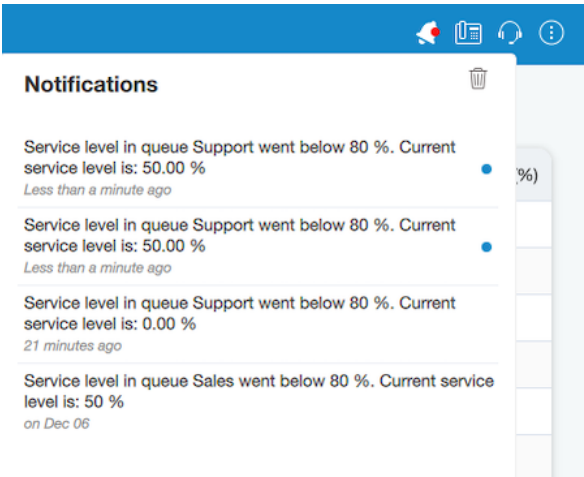 Notifications
Service level in queue Support went below 80 %. Current
service level is: 50.00 %
Less than a minute ago
(%)
Service level in queue Support went below 80 %. Current
service level is: 50.00 %
Less than a minute ago
Service level in queue Support went below 80 %. Current
service level is: 0.00 %
21 minutes ago
Service level in queue Sales went below 80 %. Current service
level is: 50 %
on Dec 06